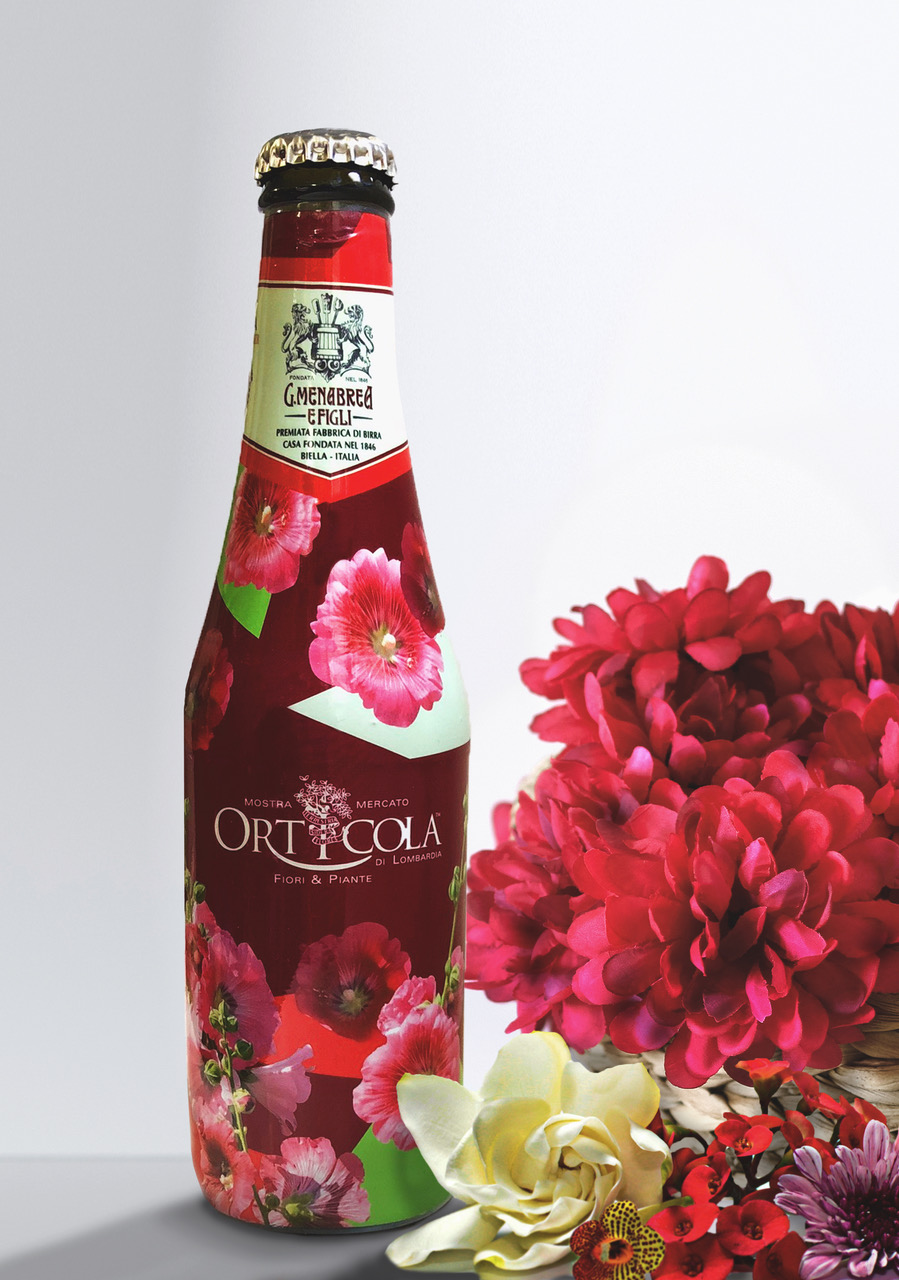 FONDATA NEL 1846
G. MENABREA
E FIGLI
PREMIATA FABBRICA DI BIRRA
CASA FONDATA NEL 1846
BIELLA - ITALIA
MOSTRA MERCATO
ORTICOLA™
DI LOMBARDIA
FIORI & PIANTE